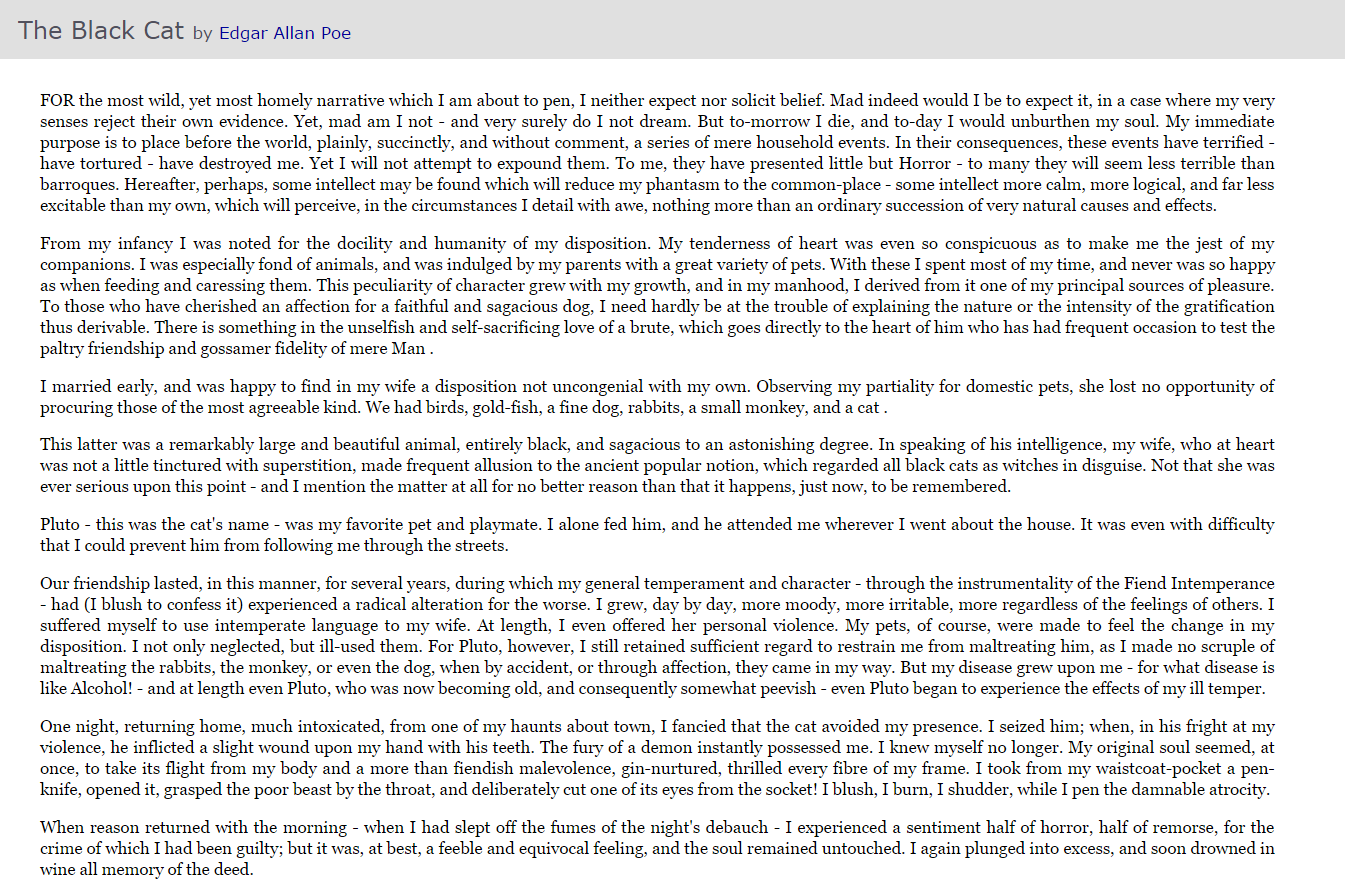 The Black Cat by Edgar Allan Poe
FOR the most wild, yet most homely narrative which I am about to pen, I neither expect nor solicit belief. Mad indeed would I be to expect it, in a case where my very
senses reject their own evidence. Yet, mad am I not - and very surely do I not dream. But to-morrow I die, and to-day I would unburthen my soul. My immediate
purpose is to place before the world, plainly, succinctly, and without comment, a series of mere household events. In their consequences, these events have terrified -
have tortured - have destroyed me. Yet I will not attempt to expound them. To me, they have presented little but Horror - to many they will seem less terrible than
barroques. Hereafter, perhaps, some intellect may be found which will reduce my phantasm to the common-place - some intellect more calm, more logical, and far less
excitable than my own, which will perceive, in the circumstances I detail with awe, nothing more than an ordinary succession of very natural causes and effects.
From my infancy I was noted for the docility and humanity of my disposition. My tenderness of heart was even so conspicuous as to make me the jest of my
companions. I was especially fond of animals, and was indulged by my parents with a great variety of pets. With these I spent most of my time, and never was so happy
as when feeding and caressing them. This peculiarity of character grew with my growth, and in my manhood, I derived from it one of my principal sources of pleasure.
To those who have cherished an affection for a faithful and sagacious dog, I need hardly be at the trouble of explaining the nature or the intensity of the gratification
thus derivable. There is something in the unselfish and self-sacrificing love of a brute, which goes directly to the heart of him who has had frequent occasion to test the
paltry friendship and gossamer fidelity of mere Man .
I married early, and was happy to find in my wife a disposition not uncongenial with my own. Observing my partiality for domestic pets, she lost no opportunity of
procuring those of the most agreeable kind. We had birds, gold-fish, a fine dog, rabbits, a small monkey, and a cat .
This latter was a remarkably large and beautiful animal, entirely black, and sagacious to an astonishing degree. In speaking of his intelligence, my wife, who at heart
was not a little tinctured with superstition, made frequent allusion to the ancient popular notion, which regarded all black cats as witches in disguise. Not that she was
ever serious upon this point - and I mention the matter at all for no better reason than that it happens, just now, to be remembered.
Pluto - this was the cat's name - was my favorite pet and playmate. I alone fed him, and he attended me wherever I went about the house. It was even with difficulty
that I could prevent him from following me through the streets.
Our friendship lasted, in this manner, for several years, during which my general temperament and character - through the instrumentality of the Fiend Intemperance
- had (I blush to confess it) experienced a radical alteration for the worse. I grew, day by day, more moody, more irritable, more regardless of the feelings of others. I
suffered myself to use intemperate language to my wife. At length, I even offered her personal violence. My pets, of course, were made to feel the change in my
disposition. I not only neglected, but ill-used them. For Pluto, however, I still retained sufficient regard to restrain me from maltreating him, as I made no scruple of
maltreating the rabbits, the monkey, or even the dog, when by accident, or through affection, they came in my way. But my disease grew upon me - for what disease is
like Alcohol! - and at length even Pluto, who was now becoming old, and consequently somewhat peevish - even Pluto began to experience the effects of my ill temper.
One night, returning home, much intoxicated, from one of my haunts about town, I fancied that the cat avoided my presence. I seized him; when, in his fright at my
violence, he inflicted a slight wound upon my hand with his teeth. The fury of a demon instantly possessed me. I knew myself no longer. My original soul seemed, at
once, to take its flight from my body and a more than fiendish malevolence, gin-nurtured, thrilled every fibre of my frame. I took from my waistcoat-pocket a pen-
knife, opened it, grasped the poor beast by the throat, and deliberately cut one of its eyes from the socket! I blush, I burn, I shudder, while I pen the damnable atrocity.
When reason returned with the morning - when I had slept off the fumes of the night's debauch - I experienced a sentiment half of horror, half of remorse, for the
crime of which I had been guilty; but it was, at best, a feeble and equivocal feeling, and the soul remained untouched. I again plunged into excess, and soon drowned in
wine all memory of the deed.